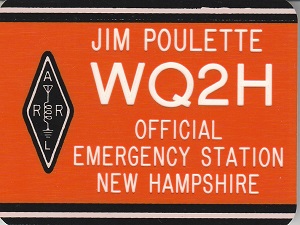 JIM POULETTE
WQ2H
A
R R
L
OFFICIAL
EMERGENCY STATION
NEW HAMPSHIRE